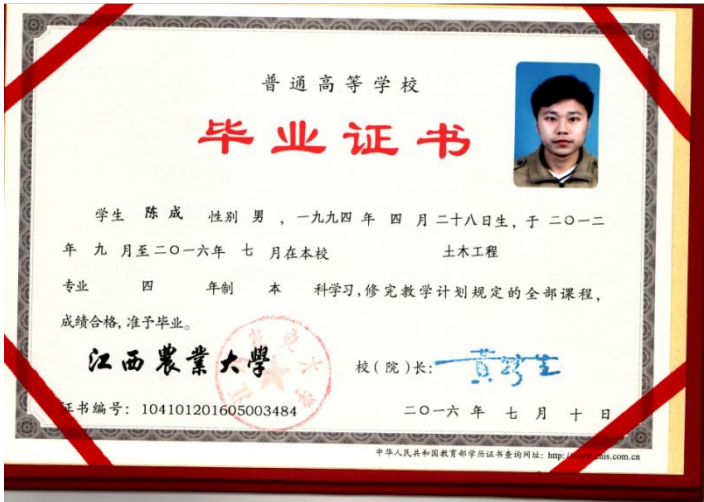 普通高等学校
毕业证书
学生 陈成 性别 男 ，一九九四 年 四 月 二十八日生，于 二〇一二
年 九 月至二〇一六年 七 月在本校 土木工程
专业 四 年制 本 科学习，修完教学计划规定的全部课程，
成绩合格，准予毕业。
江西农業大學 校（院）长：
证书编号：104101201605003484 二〇一六 年 七 月 十 日
中华人民共和国教育部学历证书查询网址：http: